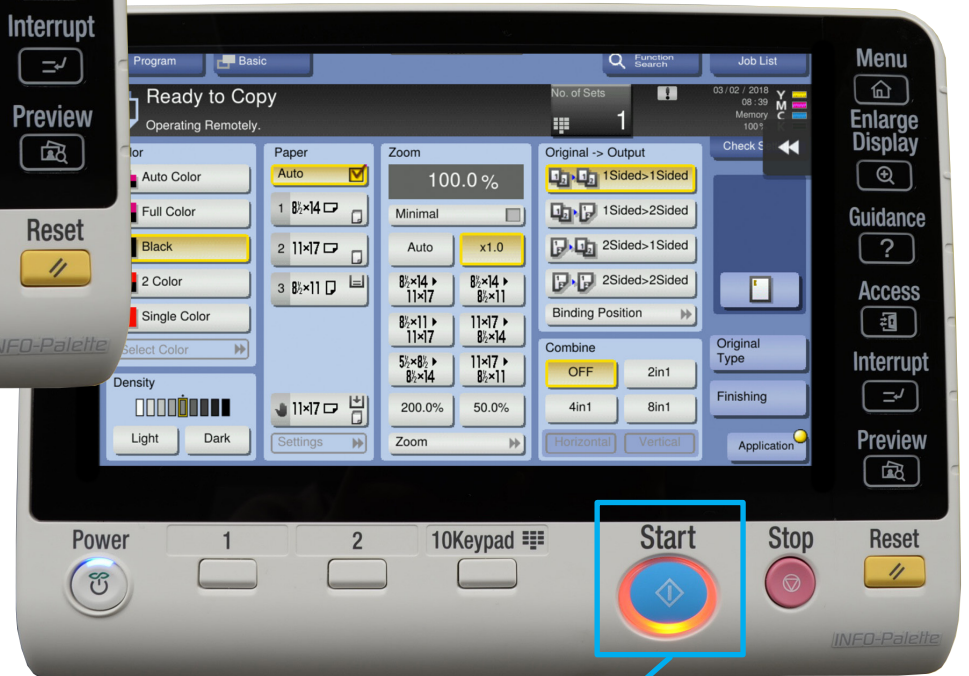 Interrupt
Preview
Reset
INFO-Palette
Program
Basic
Function
Search
Job List
Ready to Copy
Operating Remotely.
No. of Sets
1
03/02 / 2018
08:39
Memory
100%
Y
M
C
K
Check S
lor
Auto Color
Full Color
Black
2 Color
Single Color
Select Color
Density
Light
Dark
Paper
Auto
1 8½×14
2 11×17
3 8½×11
11×17
Settings
Zoom
100.0 %
Minimal
Auto
x1.0
8½×14
11×17
8½×14
8½×11
8½×11
11×17
11×17
8½×14
5½×8½
8½×14
11×17
8½×11
200.0%
50.0%
Zoom
Original -> Output
1Sided>1Sided
1Sided>2Sided
2Sided>1Sided
2Sided>2Sided
Binding Position
Combine
OFF
2in1
4in1
8in1
Horizontal
Vertical
Original
Type
Finishing
Application
Menu
Enlarge
Display
Guidance
?
Access
Interrupt
Preview
Power
1
2
10Keypad
Start
Stop
Reset
INFO-Palette